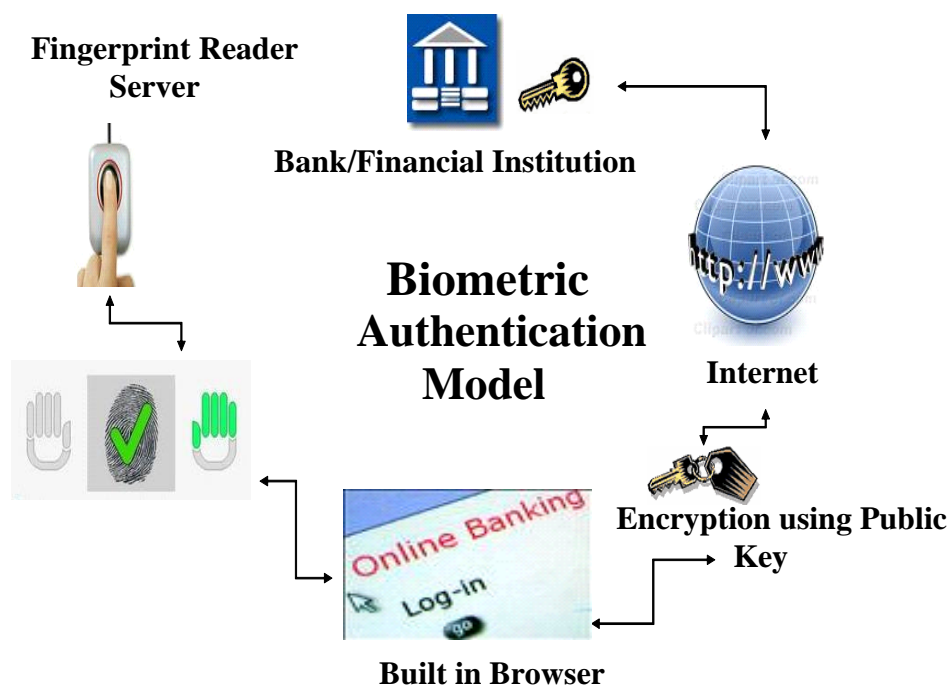 Fingerprint Reader
Server
Bank/Financial Institution
http://www
Biometric
Authentication
Model
Internet
Online Banking
Log-in
go
Encryption using Public
Key
Built in Browser